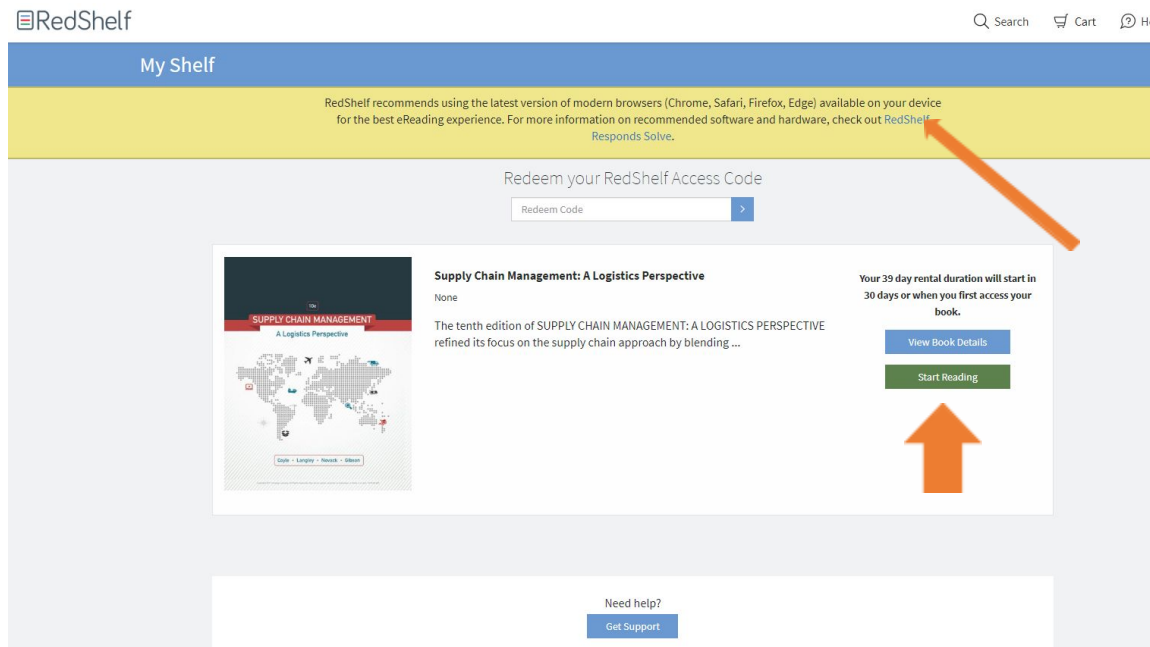 RedShelf
Search
Cart
My Shelf
RedShelf recommends using the latest version of modern browsers (Chrome, Safari, Firefox, Edge) available on your device
for the best eReading experience. For more information on recommended software and hardware, check out RedShelf
Responds Solve.
Redeem your RedShelf Access Code
Redeem Code
SUPPLY CHAIN MANAGEMENT
A Logistics Perspective
Coyle • Langley • Novack • Gibson
Supply Chain Management: A Logistics Perspective
None
The tenth edition of SUPPLY CHAIN MANAGEMENT: A LOGISTICS PERSPECTIVE
refined its focus on the supply chain approach by blending ...
Your 39 day rental duration will start in
30 days or when you first access your
book.
View Book Details
Start Reading
Need help?
Get Support